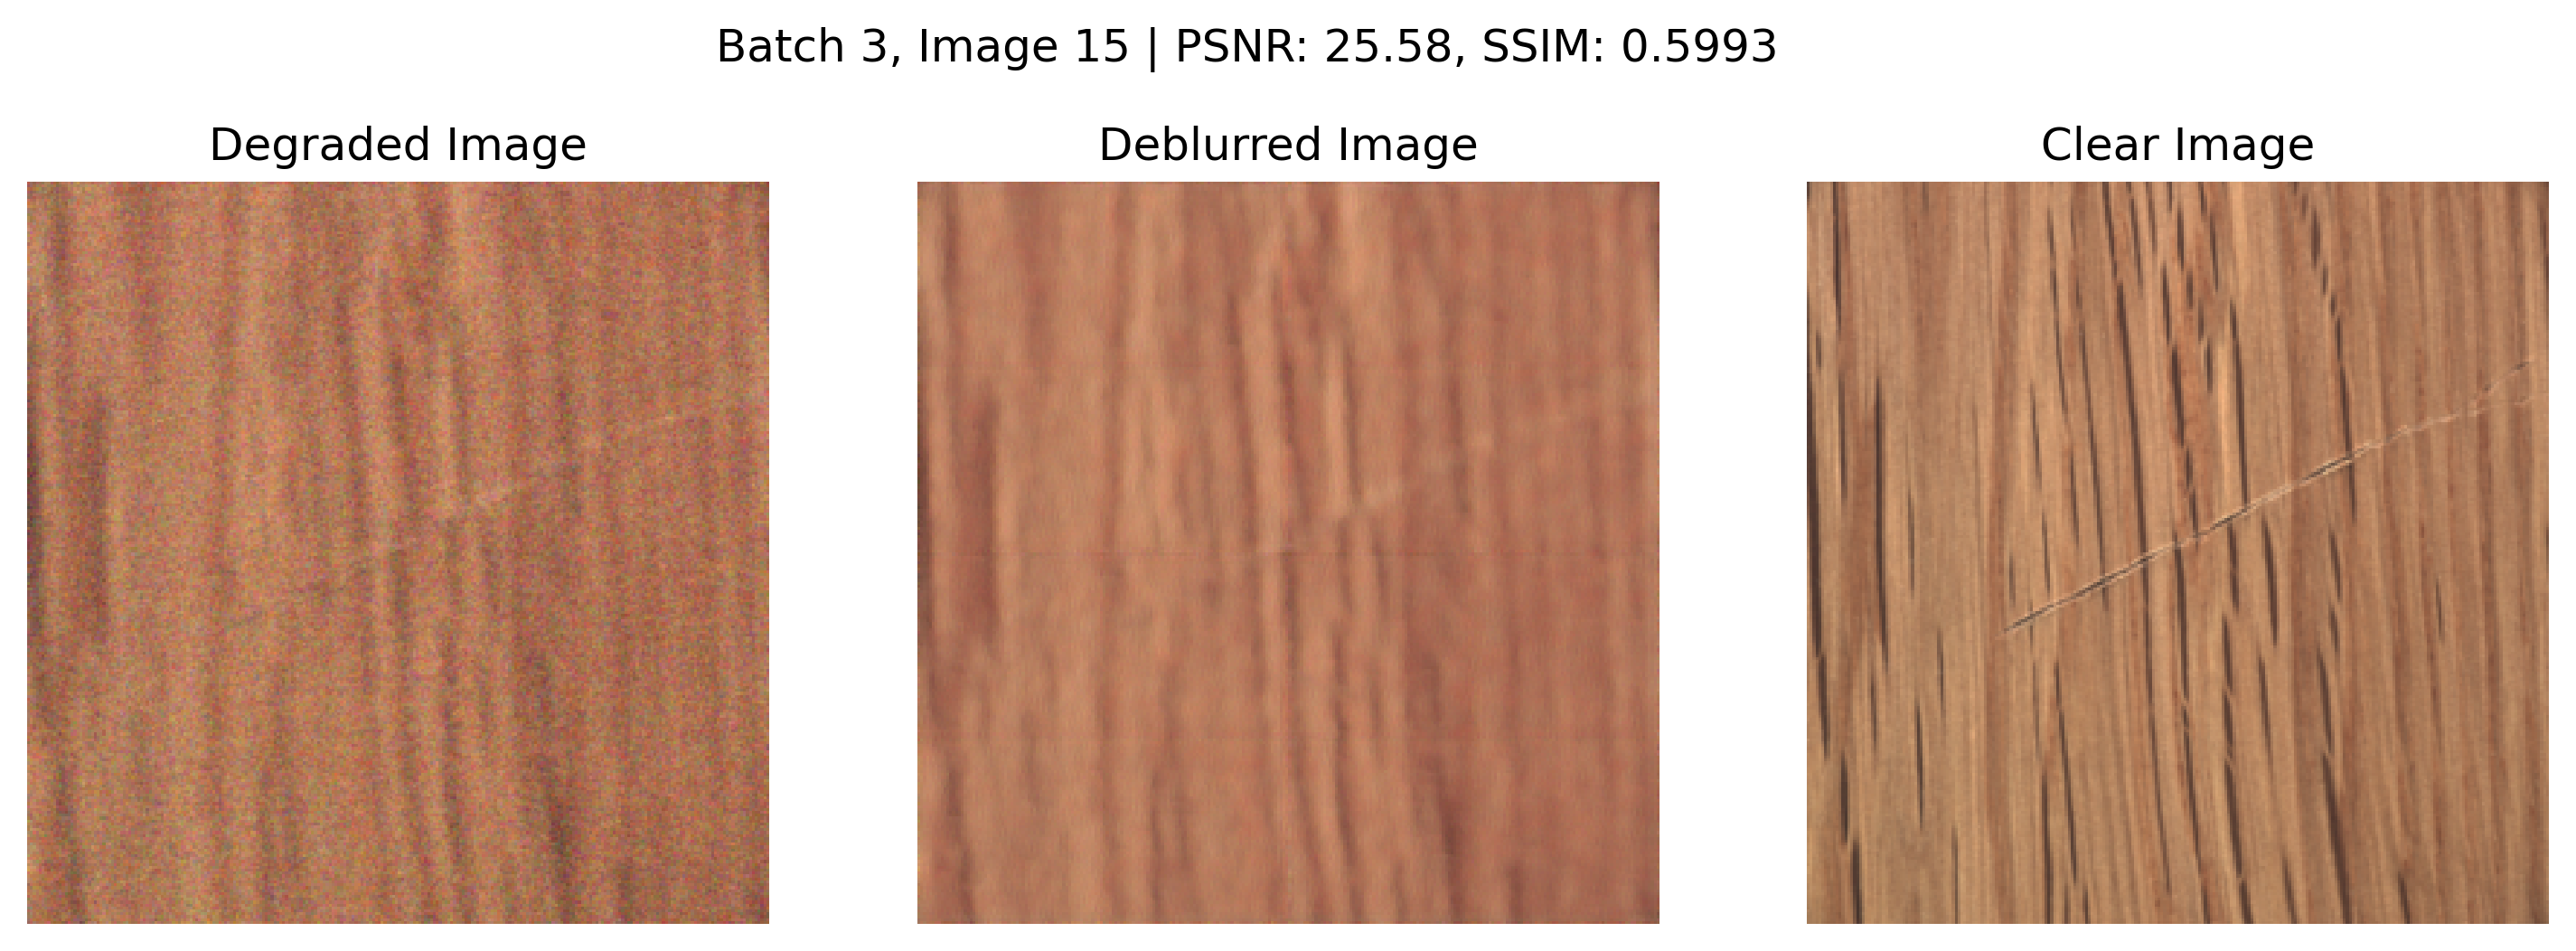 Batch 3, Image 15 | PSNR: 25.58, SSIM: 0.5993
Degraded Image
Deblurred Image
Clear Image